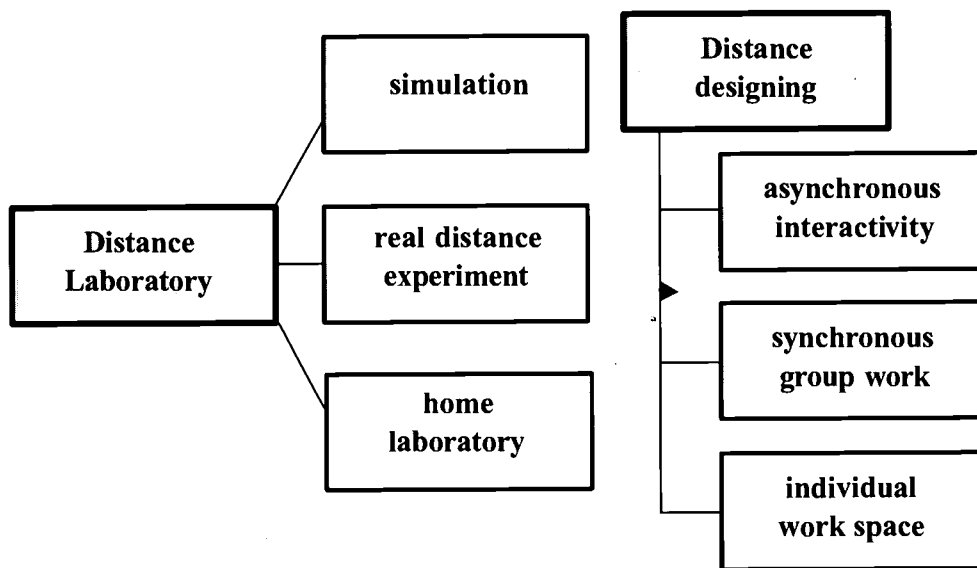 Distance
Laboratory
simulation
real distance
experiment
home
laboratory
Distance
designing
asynchronous
interactivity
synchronous
group work
individual
work space